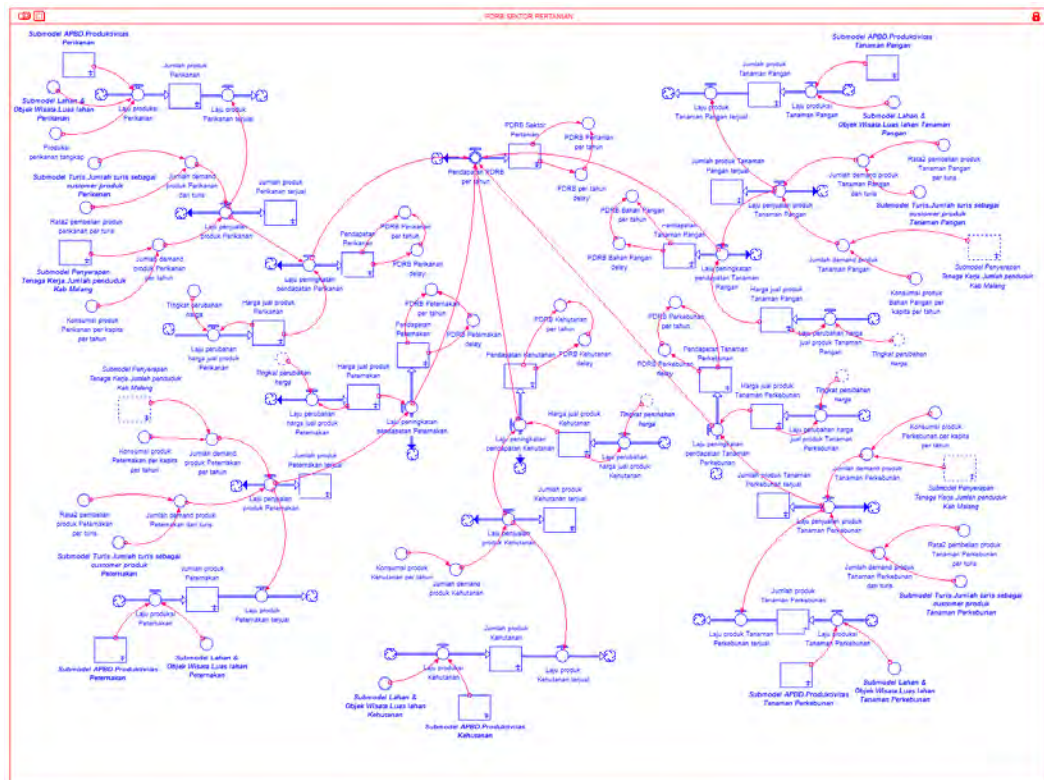 PDRB SEKTOR PERTANIAN
Submodel APBD.Produktivitas
Perikanan
Jumlah produk
Perikanan
Submodel Lahan &
Objek Wisata.Luas lahan
Perikanan
Laju produksi
Perikanan
Laju produk
Perikanan terjual
Produksi
perikanan tangkap
Submodel Turis.Jumlah turis sebagai
customer produk
Perikanan
Jumlah demand
produk Perikanan
dari turis
Jumlah produk
Perikanan terjual
Rata2 pembelian produk
perikanan per turis
Laju penjualan
produk Perikanan
Submodel Penyerapan
Tenaga Kerja.Jumlah penduduk
Kab Malang
Jumlah demand
produk Perikanan
per tahun
Konsumsi produk
Perikanan per kapita
per tahun
Pendapatan
Perikanan
PDRB Perikanan
per tahun
PDRB Perikanan
delay
Laju peningkatan
pendapatan Perikanan
Tingkat perubahan
harga
Harga jual produk
Perikanan
Laju perubahan
harga jual produk
Perikanan
PDRB Sektor
Pertanian
PDRB Pertanian
per tahun
PDRB per tahun
delay
Pendapatan PDRB
per tahun
Submodel APBD.Produktivitas
Tanaman Pangan
Jumlah produk
Tanaman Pangan
Laju produk
Tanaman Pangan terjual
Laju produksi
Tanaman Pangan
Submodel Lahan &
Objek Wisata.Luas lahan Tanaman
Pangan
Jumlah produk Tanaman
Pangan terjual
Rata2 pembelian produk
Tanaman Pangan
per turis
Jumlah demand produk
Tanaman Pangan
dari turis
Submodel Turis.Jumlah turis sebagai
customer produk
Tanaman Pangan
Laju penjualan produk
Tanaman Pangan
Jumlah demand produk
Tanaman Pangan
Submodel Penyerapan
Tenaga Kerja.Jumlah penduduk
Kab Malang
Konsumsi produk
Bahan Pangan per
kapita per tahun
PDRB Bahan Pangan
per tahun
Pendapatan
Tanaman Pangan
PDRB Bahan Pangan
delay
Laju peningkatan
pendapatan Tanaman
Pangan
Harga jual produk
Tanaman Pangan
Laju perubahan harga
jual produk Tanaman
Pangan
Tingkat perubahan
harga
PDRB Peternakan
per tahun
PDRB Peternakan
delay
Pendapatan
Peternakan
Tingkat perubahan
harga
Harga jual produk
Peternakan
Laju perubahan
harga jual produk
Peternakan
Laju peningkatan
pendapatan Peternakan
Submodel Penyerapan
Tenaga Kerja.Jumlah penduduk
Kab Malang
Konsumsi produk
Peternakan per kapita
per tahun
Jumlah demand
produk Peternakan
per tahun
Jumlah produk
Peternakan terjual
Laju penjualan
produk Peternakan
Rata2 pembelian
produk Peternakan
per turis
Jumlah demand produk
Peternakan dari turis
Submodel Turis.Jumlah turis sebagai
customer produk
Peternakan
Jumlah produk
Peternakan
Laju produksi
Peternakan
Laju produk
Peternakan terjual
Submodel APBD.Produktivitas
Peternakan
Submodel Lahan &
Objek Wisata.Luas lahan
Peternakan
PDRB Kehutanan
per tahun
Pendapatan Kehutanan
PDRB Kehutanan
delay
Harga jual produk
Kehutanan
Tingkat perubahan
harga
Laju peningkatan
pendapatan Kehutanan
Laju perubahan
harga jual produk Kehutanan
Jumlah produk
Kehutanan terjual
Laju penjualan
produk Kehutanan
Konsumsi produk
Kehutanan per tahun
Jumlah demand
produk Kehutanan
Jumlah produk
Kehutanan
Laju produksi
Kehutanan
Laju produk
Kehutanan terjual
Submodel Lahan &
Objek Wisata.Luas lahan
Kehutanan
Submodel APBD.Produktivitas
Kehutanan
PDRB Perkebunan
per tahun
Pendapatan Tanaman
Perkebunan
PDRB Perkebunan
delay
Harga jual produk
Tanaman Perkebunan
Tingkat perubahan
harga
Laju perubahan harga
jual produk Tanaman
Perkebunan
Laju peningkatan
pendapatan Tanaman
Perkebunan
Konsumsi produk
Perkebunan per kapita per
tahun
Jumlah demand produk
Tanaman Perkebunan
Submodel Penyerapan
Tenaga Kerja.Jumlah penduduk
Kab Malang
Jumlah produk Tanaman
Perkebunan terjual
Laju penjualan produk
Tanaman Perkebunan
Rata2 pembelian produk
Tanaman Perkebunan
per turis
Jumlah demand produk
Tanaman Perkebunan
dari turis
Submodel Turis.Jumlah turis sebagai
customer produk
Tanaman Perkebunan
Jumlah produk
Tanaman Perkebunan
Laju produk Tanaman
Perkebunan terjual
Laju produksi
Tanaman Perkebunan
Submodel APBD.Produktivitas
Tanaman Perkebunan
Submodel Lahan &
Objek Wisata.Luas lahan
Tanaman Perkebunan